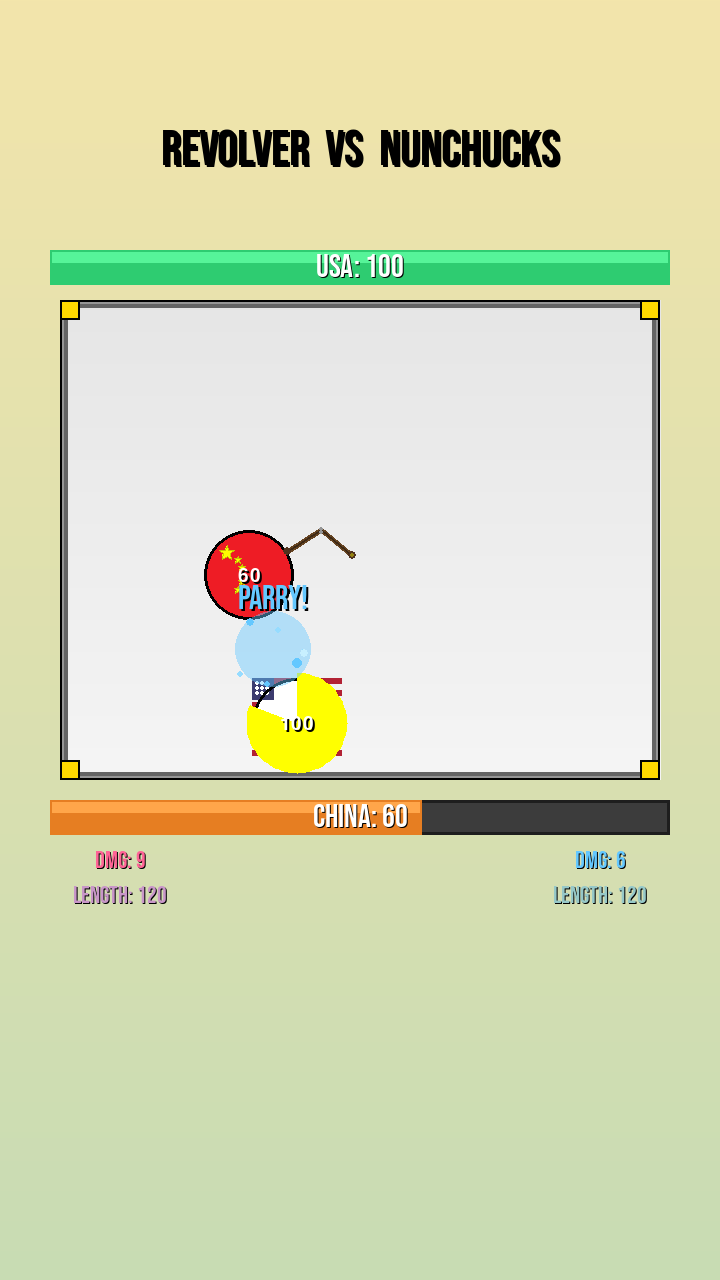 REVOLVER VS NUNCHUCKS
USA: 100
60
PARRY!
100
CHINA: 60
DMG: 9
DMG: 6
LENGTH: 120
LENGTH: 120